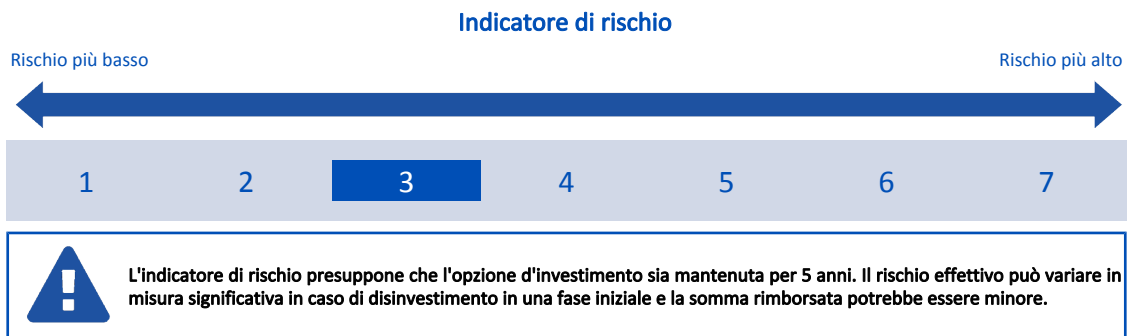 Indicatore di rischio
Rischio più basso
Rischio più alto
1 2 3 4 5 6 7
L'indicatore di rischio presuppone che l'opzione d'investimento sia mantenuta per 5 anni. Il rischio effettivo può variare in
misura significativa in caso di disinvestimento in una fase iniziale e la somma rimborsata potrebbe essere minore.